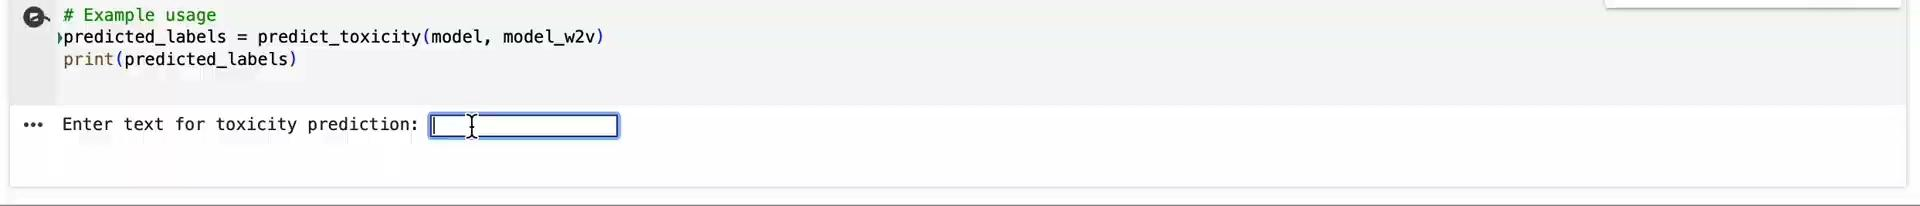 # Example usage
predicted_labels = predict_toxicity(model, model_w2v)
print(predicted_labels)
Enter text for toxicity prediction: